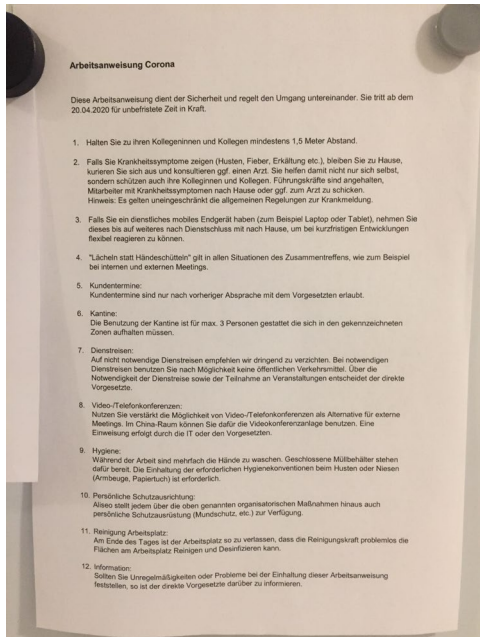 Arbeitsanweisung Corona
Diese Arbeitsanweisung dient der Sicherheit und regelt den Umgang untereinander. Sie tritt ab dem
20.04.2020 für unbefristete Zeit in Kraft.
1. Halten Sie zu ihren Kollegeninnen und Kollegen mindestens 1,5 Meter Abstand.
2. Falls Sie Krankheitssymptome zeigen (Husten, Fieber, Erkältung etc.), bleiben Sie zu Hause,
kurieren Sie sich aus und konsultieren ggf. einen Arzt. Sie helfen damit nicht nur sich selbst,
sondern schützen auch ihre Kolleginnen und Kollegen. Führungskräfte sind angehalten,
Mitarbeiter mit Krankheitssymptomen nach Hause oder ggf. zum Arzt zu schicken.
Hinweis: Es gelten uneingeschränkt die allgemeinen Regelungen zur Krankmeldung.
3. Falls Sie ein dienstliches mobiles Endgerät haben (zum Beispiel Laptop oder Tablet), nehmen Sie
dieses bis auf weiteres nach Dienstschluss mit nach Hause, um bei kurzfristigen Entwicklungen
flexibel reagieren zu können.
4. "Lächeln statt Händeschütteln" gilt in allen Situationen des Zusammentreffens, wie zum Beispiel
bei internen und externen Meetings.
5. Kundentermine:
Kundentermine sind nur nach vorheriger Absprache mit dem Vorgesetzten erlaubt.
6. Kantine:
Die Benutzung der Kantine ist für max. 3 Personen gestattet die sich in den gekennzeichneten
Zonen aufhalten müssen.
7. Dienstreisen:
Auf nicht notwendige Dienstreisen empfehlen wir dringend zu verzichten. Bei notwendigen
Dienstreisen benutzen Sie nach Möglichkeit keine öffentlichen Verkehrsmittel. Über die
Notwendigkeit der Dienstreise sowie der Teilnahme an Veranstaltungen entscheidet der direkte
Vorgesetzte.
8. Video-/Telefonkonferenzen:
Nutzen Sie verstärkt die Möglichkeit von Video-/Telefonkonferenzen als Alternative für externe
Meetings. Im China-Raum können Sie dafür die Videokonferenzanlage benutzen. Eine
Einweisung erfolgt durch die IT oder den Vorgesetzten.
9. Hygiene:
Während der Arbeit sind mehrfach die Hände zu waschen. Geschlossene Müllbehälter stehen
dafür bereit. Die Einhaltung der erforderlichen Hygienekonventionen beim Husten oder Niesen
(Armbeuge, Papiertuch) ist erforderlich.
10. Persönliche Schutzausrichtung:
Aliseo stellt jedem über die oben genannten organisatorischen Maßnahmen hinaus auch
persönliche Schutzausrüstung (Mundschutz, etc.) zur Verfügung.
11. Reinigung Arbeitsplatz:
Am Ende des Tages ist der Arbeitsplatz so zu verlassen, dass die Reinigungskraft problemlos die
Flächen am Arbeitsplatz Reinigen und Desinfizieren kann.
12. Information:
Sollten Sie Unregelmäßigkeiten oder Probleme bei der Einhaltung dieser Arbeitsanweisung
feststellen, so ist der direkte Vorgesetzte darüber zu informieren.